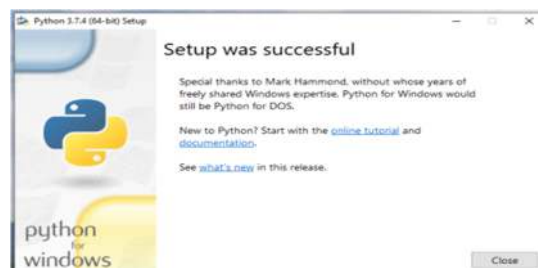 Python 3.7.4 (64-bit) Setup
Setup was successful
Special thanks to Mark Hammond, without whose years of
freely shared Windows expertise, Python for Windows would
still be Python for DOS.
New to Python? Start with the online tutorial and
documentation.
See what's new in this release.
python
for
windows
Close